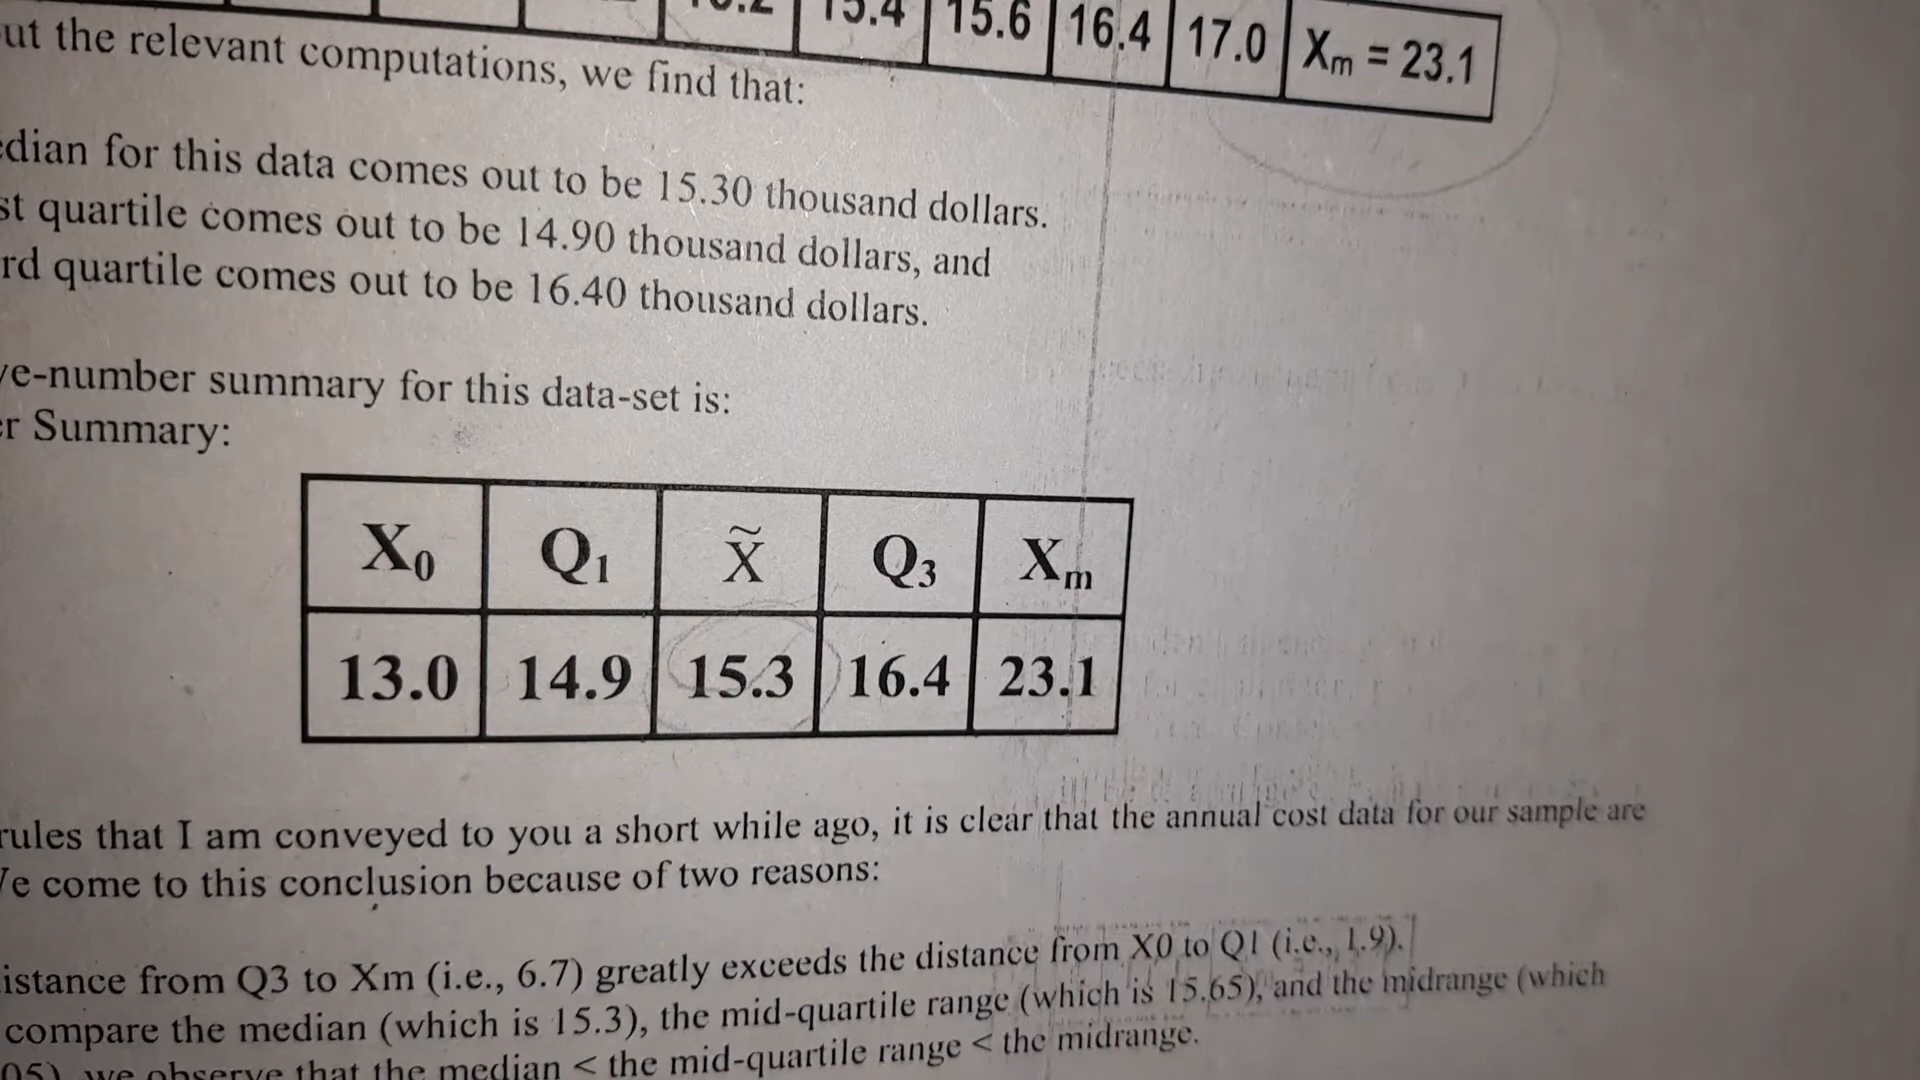 15.4 15.6 16.4 17.0 Xm = 23.1
ut the relevant computations, we find that:
dian for this data comes out to be 15.30 thousand dollars.
st quartile comes out to be 14.90 thousand dollars, and
rd quartile comes out to be 16.40 thousand dollars.
e-number summary for this data-set is:
r Summary:
X0 Q1 X̃ Q3 Xm
13.0 14.9 15.3 16.4 23.1
rules that I am conveyed to you a short while ago, it is clear that the annual cost data for our sample are
e come to this conclusion because of two reasons:
istance from Q3 to Xm (i.e., 6.7) greatly exceeds the distance from X0 to Q1 (i.e., 1.9).
compare the median (which is 15.3), the mid-quartile range (which is 15.65), and the midrange (which
05), we observe that the median < the mid-quartile range < the midrange.